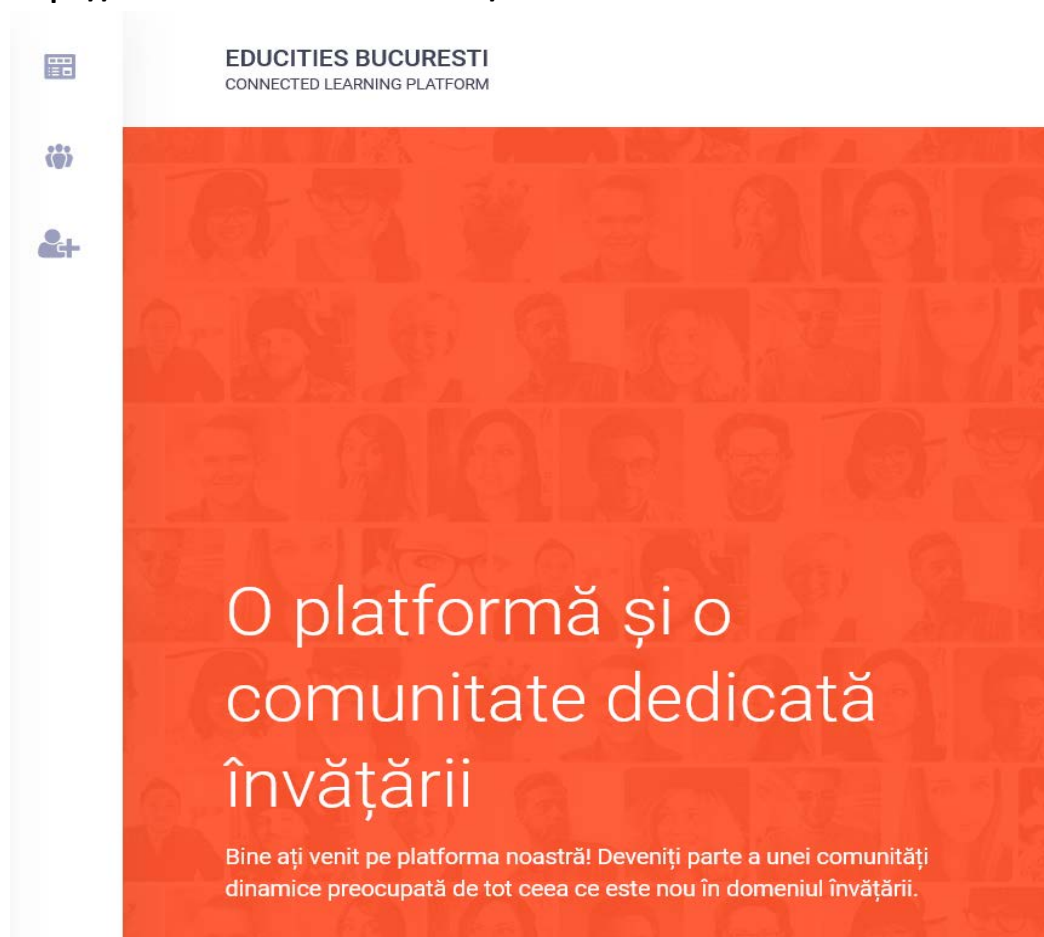 EDUCITIES BUCURESTI
CONNECTED LEARNING PLATFORM
O platformă și o
comunitate dedicată
învățării
Bine ați venit pe platforma noastră! Deveniți parte a unei comunități
dinamice preocupată de tot ceea ce este nou în domeniul învățării.